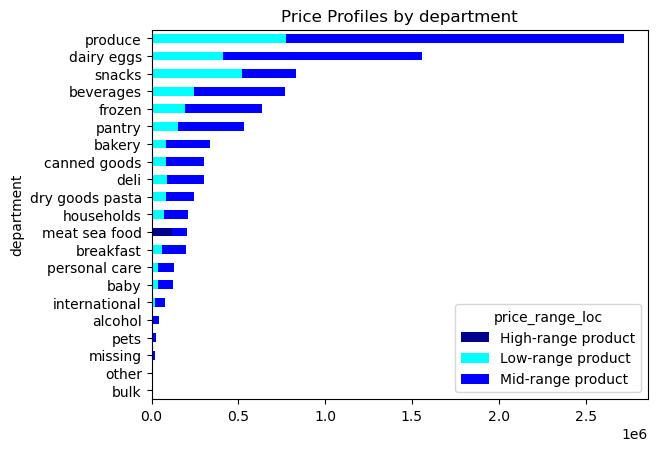 Price Profiles by department
department
produce
dairy eggs
snacks
beverages
frozen
pantry
bakery
canned goods
deli
dry goods pasta
households
meat sea food
breakfast
personal care
baby
international
alcohol
pets
missing
other
bulk
price_range_loc
High-range product
Low-range product
Mid-range product
0.0 0.5 1.0 1.5 2.0 2.5
1e6